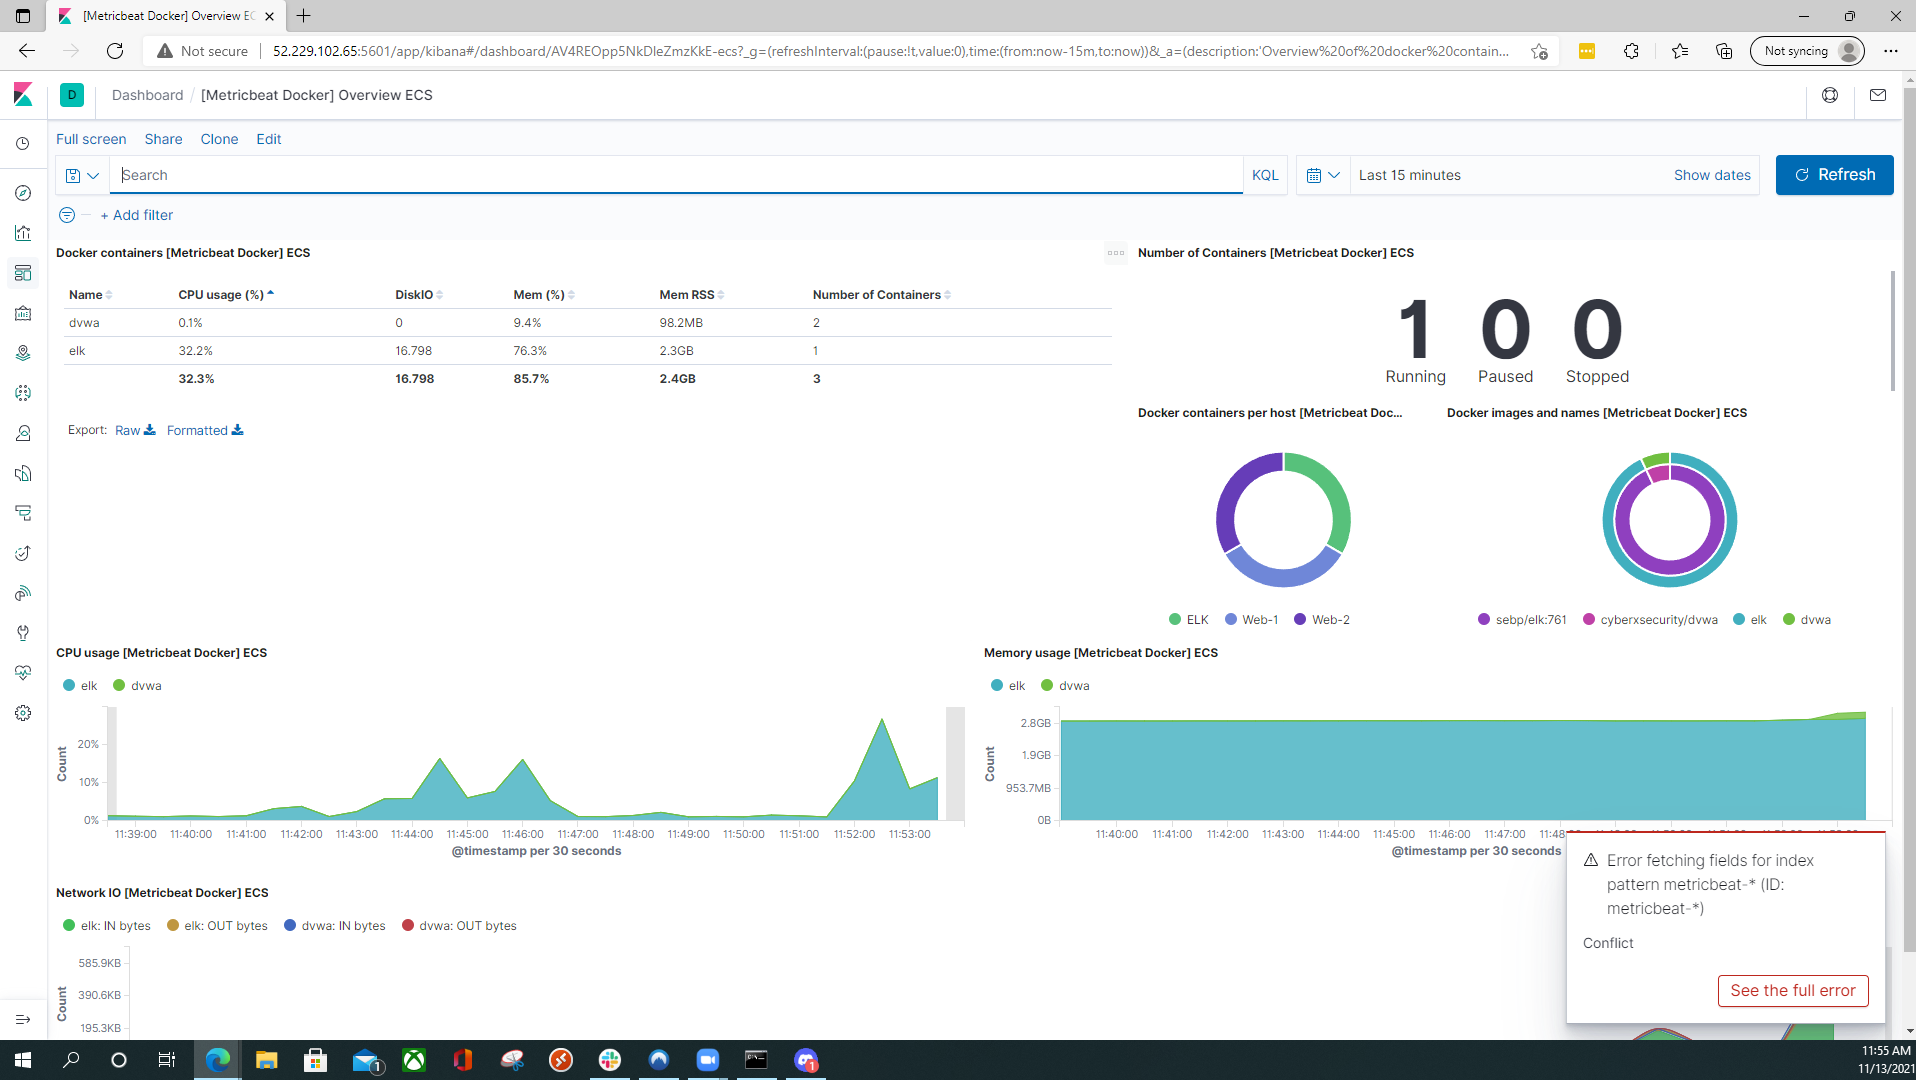 [Metricbeat Docker] Overview EC
Not secure
52.229.102.65:5601/app/kibana#/dashboard/AV4REOpp5NkDleZmzKkE-ecs?_g=(refreshInterval:(pause:!t,value:0),time:(from:now-15m,to:now))&_a=(description:'Overview%20of%20docker%20contain...
Not syncing
D
Dashboard / [Metricbeat Docker] Overview ECS
Full screen Share Clone Edit
Search
KQL
Last 15 minutes
Show dates
Refresh
+ Add filter
Docker containers [Metricbeat Docker] ECS
Name CPU usage (%) DiskIO Mem (%) Mem RSS Number of Containers
dvwa 0.1% 0 9.4% 98.2MB 2
elk 32.2% 16.798 76.3% 2.3GB 1
32.3% 16.798 85.7% 2.4GB 3
Export: Raw Formatted
Number of Containers [Metricbeat Docker] ECS
1 0 0
Running Paused Stopped
Docker containers per host [Metricbeat Doc...
ELK Web-1 Web-2
Docker images and names [Metricbeat Docker] ECS
sebp/elk:761 cyberxsecurity/dvwa elk dvwa
CPU usage [Metricbeat Docker] ECS
elk dvwa
Count
20%
10%
0%
11:39:00 11:40:00 11:41:00 11:42:00 11:43:00 11:44:00 11:45:00 11:46:00 11:47:00 11:48:00 11:49:00 11:50:00 11:51:00 11:52:00 11:53:00
@timestamp per 30 seconds
Memory usage [Metricbeat Docker] ECS
elk dvwa
Count
2.8GB
1.9GB
953.7MB
0B
11:40:00 11:41:00 11:42:00 11:43:00 11:44:00 11:45:00 11:46:00 11:47:00 11:48
@timestamp per 30 seconds
Network IO [Metricbeat Docker] ECS
elk: IN bytes elk: OUT bytes dvwa: IN bytes dvwa: OUT bytes
Count
585.9KB
390.6KB
195.3KB
Error fetching fields for index
pattern metricbeat-* (ID:
metricbeat-*)
Conflict
See the full error
1
1
11:55 AM
11/13/2021